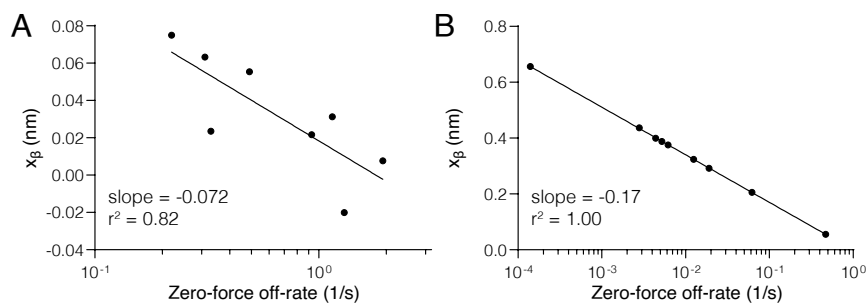 A
0.08
0.06
0.04
0.02
0.00
-0.02
-0.04
xβ (nm)
slope = -0.072
r² = 0.82
10⁻¹
10⁰
Zero-force off-rate (1/s)
B
0.8
0.6
0.4
0.2
0.0
xβ (nm)
slope = -0.17
r² = 1.00
10⁻⁴
10⁻³
10⁻²
10⁻¹
10⁰
Zero-force off-rate (1/s)